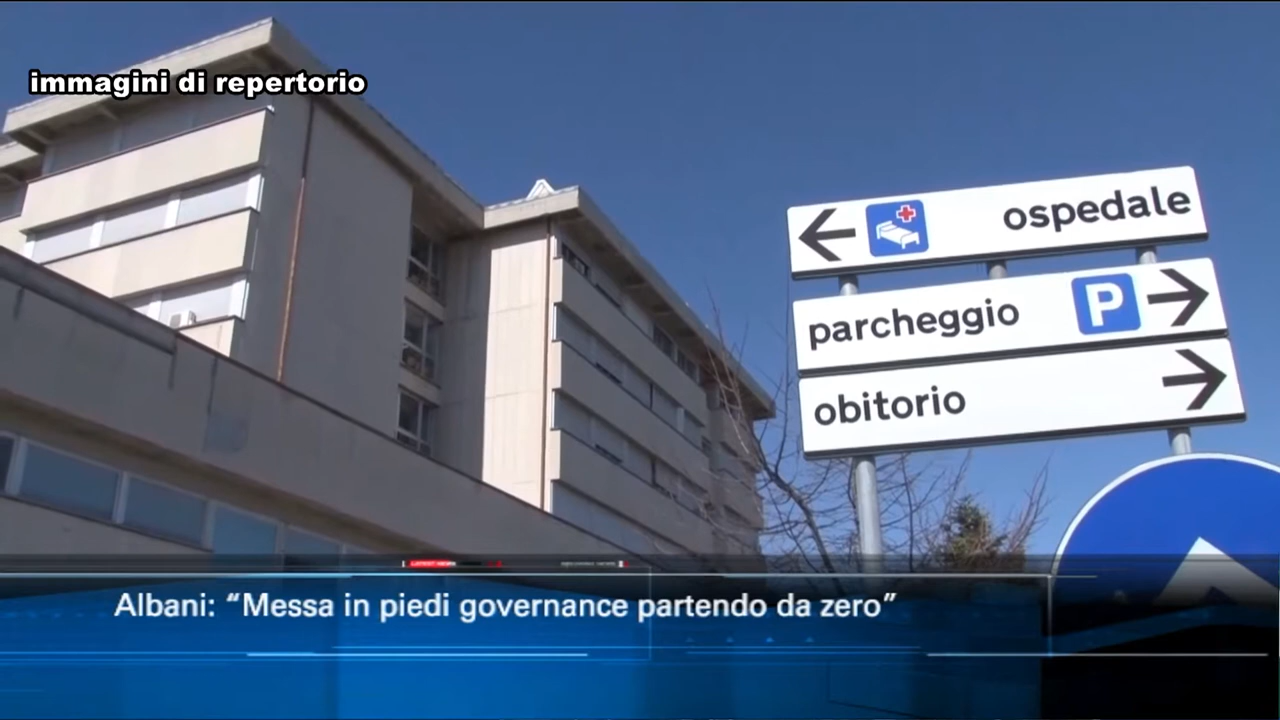 immagini di repertorio
ospedale
parcheggio P
obitorio
Albani: “Messa in piedi governance partendo da zero”